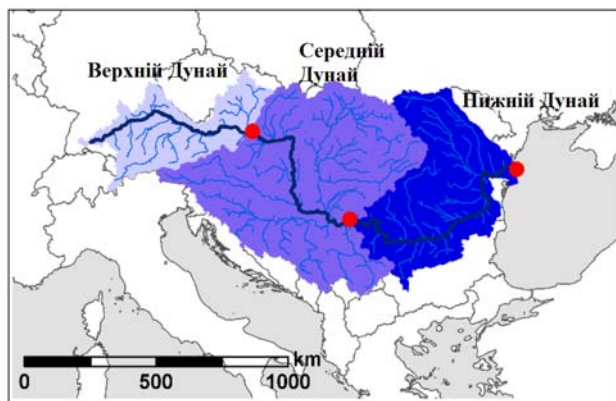 Верхній Дунай
Середній
Дунай
Нижній Дунай
km
0 500 1000